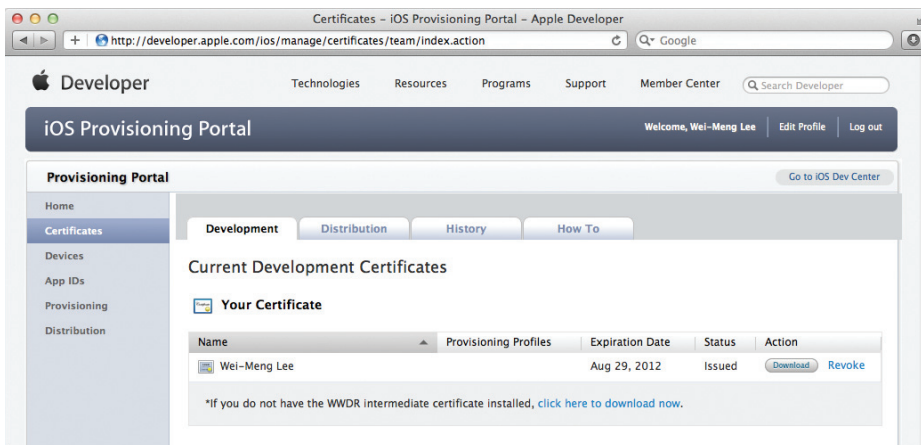 Certificates – iOS Provisioning Portal – Apple Developer
http://developer.apple.com/ios/manage/certificates/team/index.action
Google
Developer
Technologies Resources Programs Support Member Center Search Developer
iOS Provisioning Portal
Welcome, Wei-Meng Lee Edit Profile Log out
Provisioning Portal
Go to iOS Dev Center
Home
Certificates
Devices
App IDs
Provisioning
Distribution
Development Distribution History How To
Current Development Certificates
Your Certificate
Name Provisioning Profiles Expiration Date Status Action
Wei-Meng Lee Aug 29, 2012 Issued Download Revoke
*If you do not have the WWDR intermediate certificate installed, click here to download now.